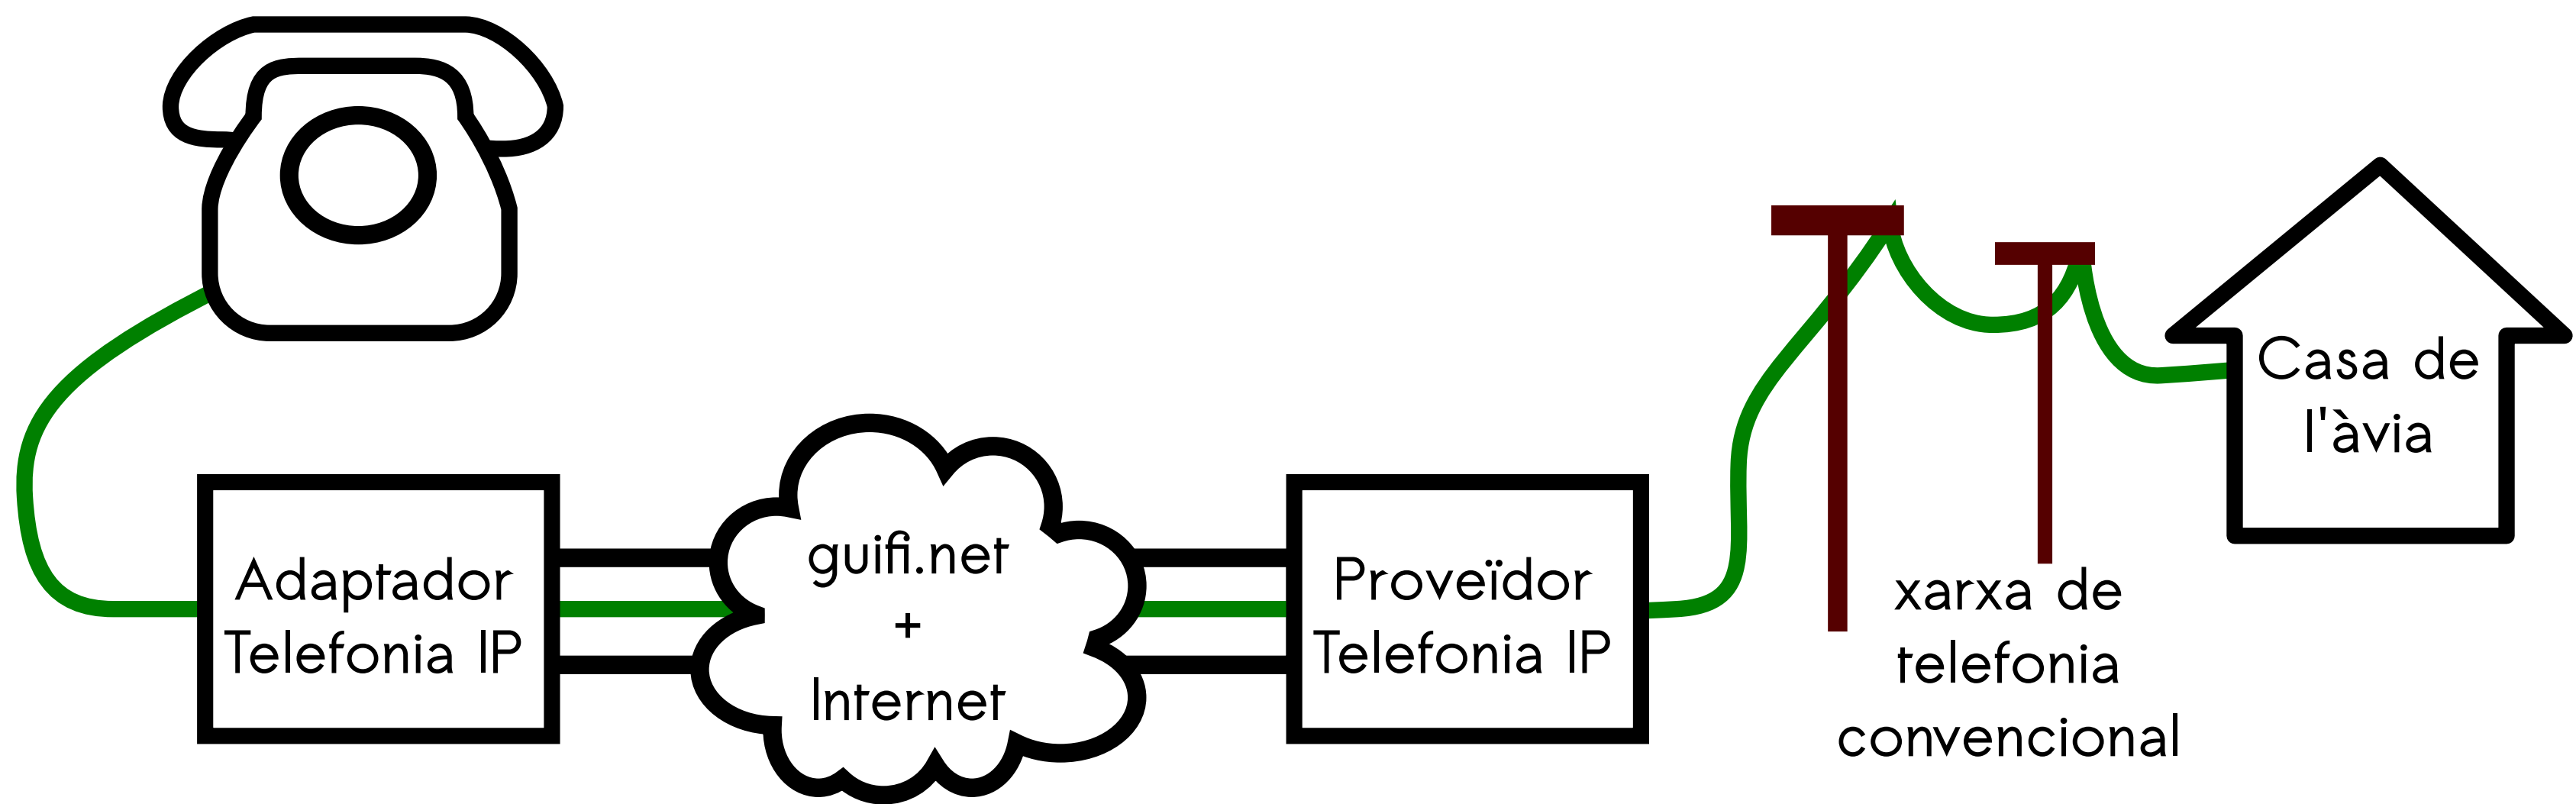 Adaptador
Telefonia IP
guifi.net
+
Internet
Proveïdor
Telefonia IP
xarxa de
telefonia
convencional
Casa de
l'àvia